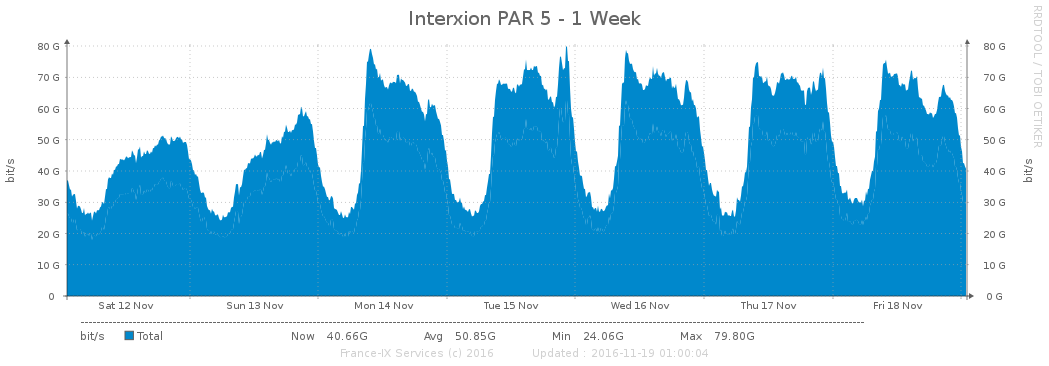 Interxion PAR 5 - 1 Week
RRDTOOL / TOBI OETIKER
80 G 80 G
70 G 70 G
60 G 60 G
50 G 50 G
40 G 40 G
30 G 30 G
20 G 20 G
10 G 10 G
0 0 G
bit/s
bit/s
Sat 12 Nov Sun 13 Nov Mon 14 Nov Tue 15 Nov Wed 16 Nov Thu 17 Nov Fri 18 Nov
bit/s Total Now 40.66G Avg 50.85G Min 24.06G Max 79.80G
France-IX Services (c) 2016 Updated : 2016-11-19 01:00:04